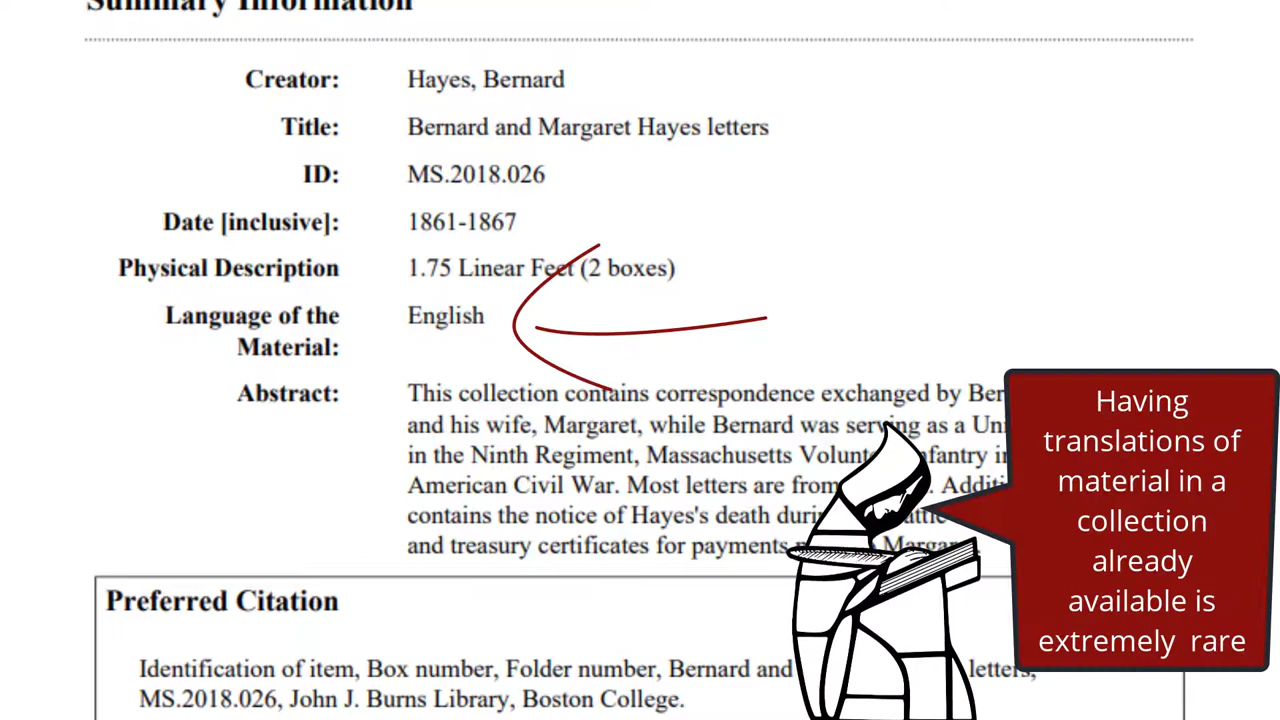 Summary Information
Creator: Hayes, Bernard
Title: Bernard and Margaret Hayes letters
ID: MS.2018.026
Date [inclusive]: 1861-1867
Physical Description 1.75 Linear Feet (2 boxes)
Language of the English
Material:
Abstract: This collection contains correspondence exchanged by
and his wife, Margaret, while Bernard was serving as a
in the Ninth Regiment, Massachusetts
American Civil War. Most letters are from
contains the notice of Hayes's death
and treasury certificates for payments
Preferred Citation
Identification of item, Box number, Folder number, Bernard and letters,
MS.2018.026, John J. Burns Library, Boston College.
Having
translations of
material in a
collection
already
available is
extremely rare